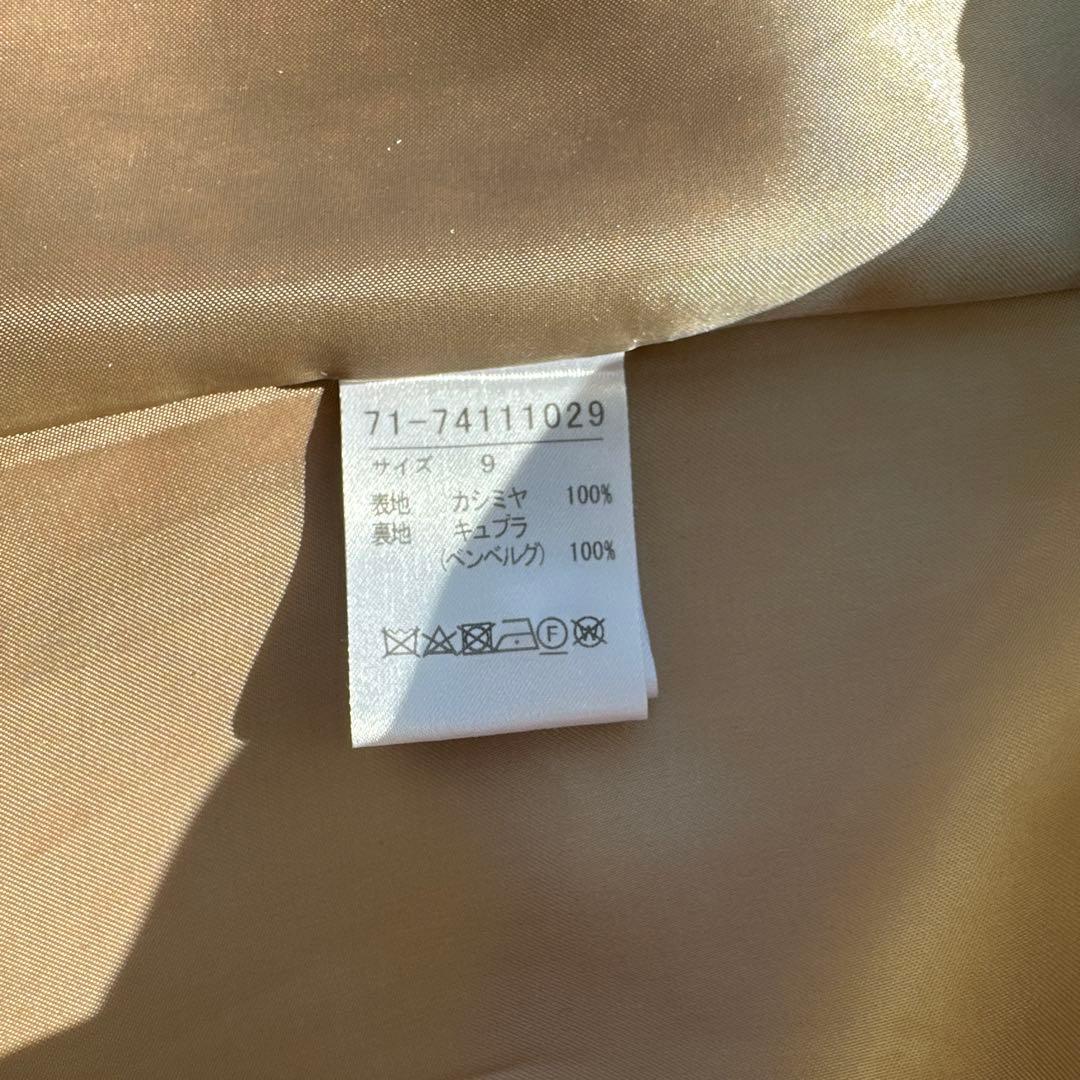 71-74111029
サイズ 9
表地 カシミヤ 100%
裏地 キュプラ
(ベンベルグ) 100%
F W